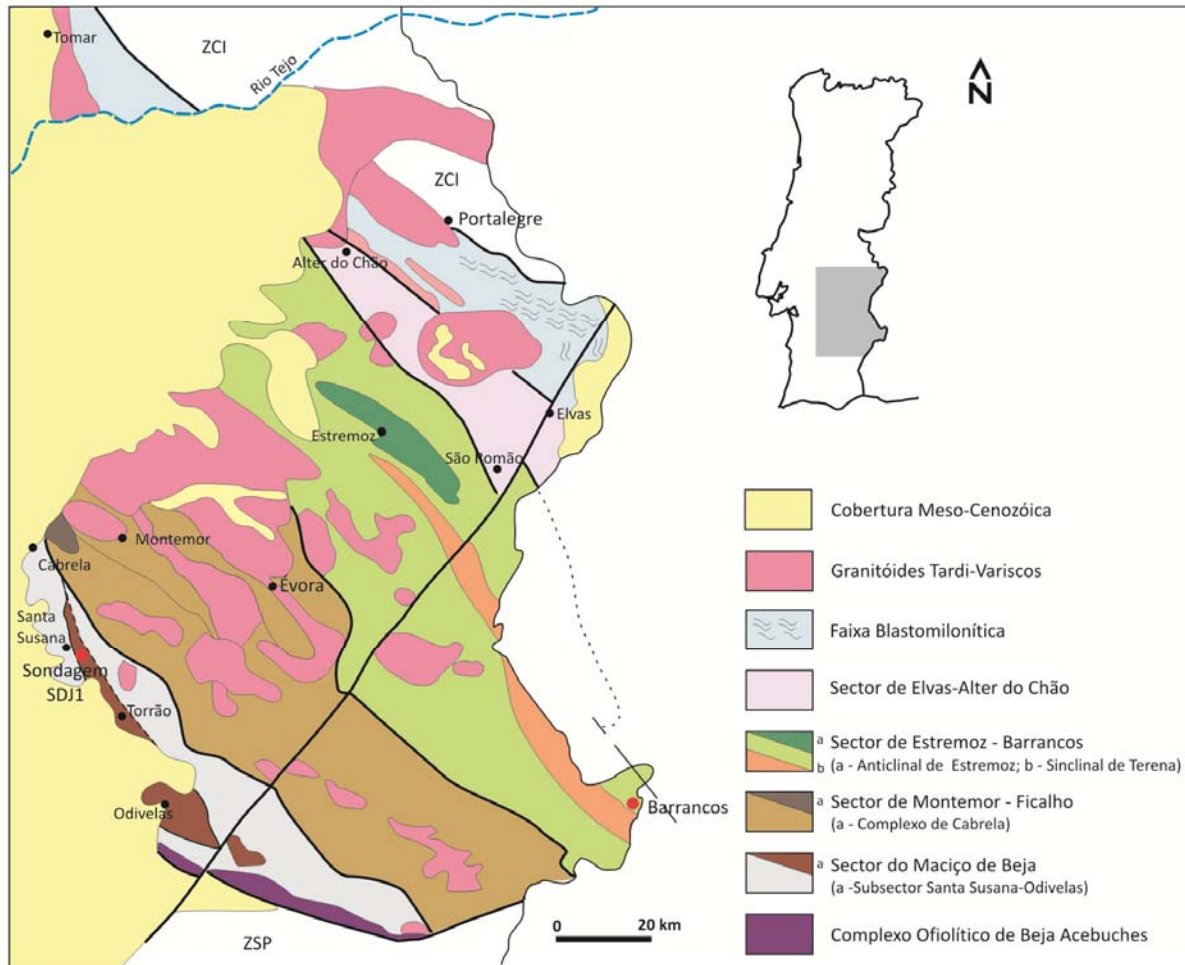 Tomar
ZCI
Rio Tejo
N
ZCI
Portalegre
Alter do Chão
Elvas
Estremoz
São Romão
Montemor
Cabrela
Évora
Santa
Susana
Sondagem
SDJ1
Torrão
Odivelas
Barrancos
0 20 km
ZSP
Cobertura Meso-Cenozóica
Granitóides Tardi-Variscos
Faixa Blastomilonítica
Sector de Elvas-Alter do Chão
a Sector de Estremoz - Barrancos
b (a - Anticlinal de Estremoz; b - Sinclinal de Terena)
a Sector de Montemor - Ficalho
(a - Complexo de Cabrela)
a Sector do Maciço de Beja
(a -Subsector Santa Susana-Odivelas)
Complexo Ofiolítico de Beja Acebuches